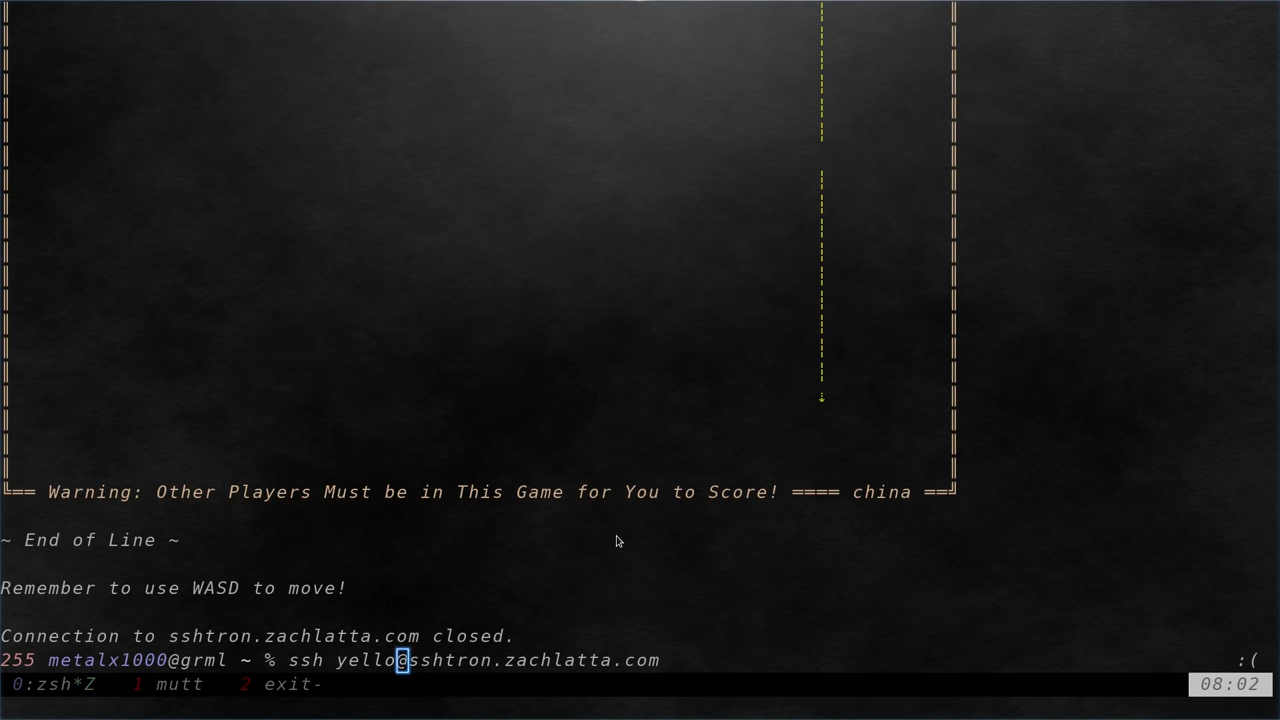 ╚══ Warning: Other Players Must be in This Game for You to Score! ════ china ══╝
~ End of Line ~
Remember to use WASD to move!
Connection to sshtron.zachlatta.com closed.
255 metalx1000@grml ~ % ssh yello@sshtron.zachlatta.com :(
0:zsh*Z 1 mutt 2 exit- 08:02